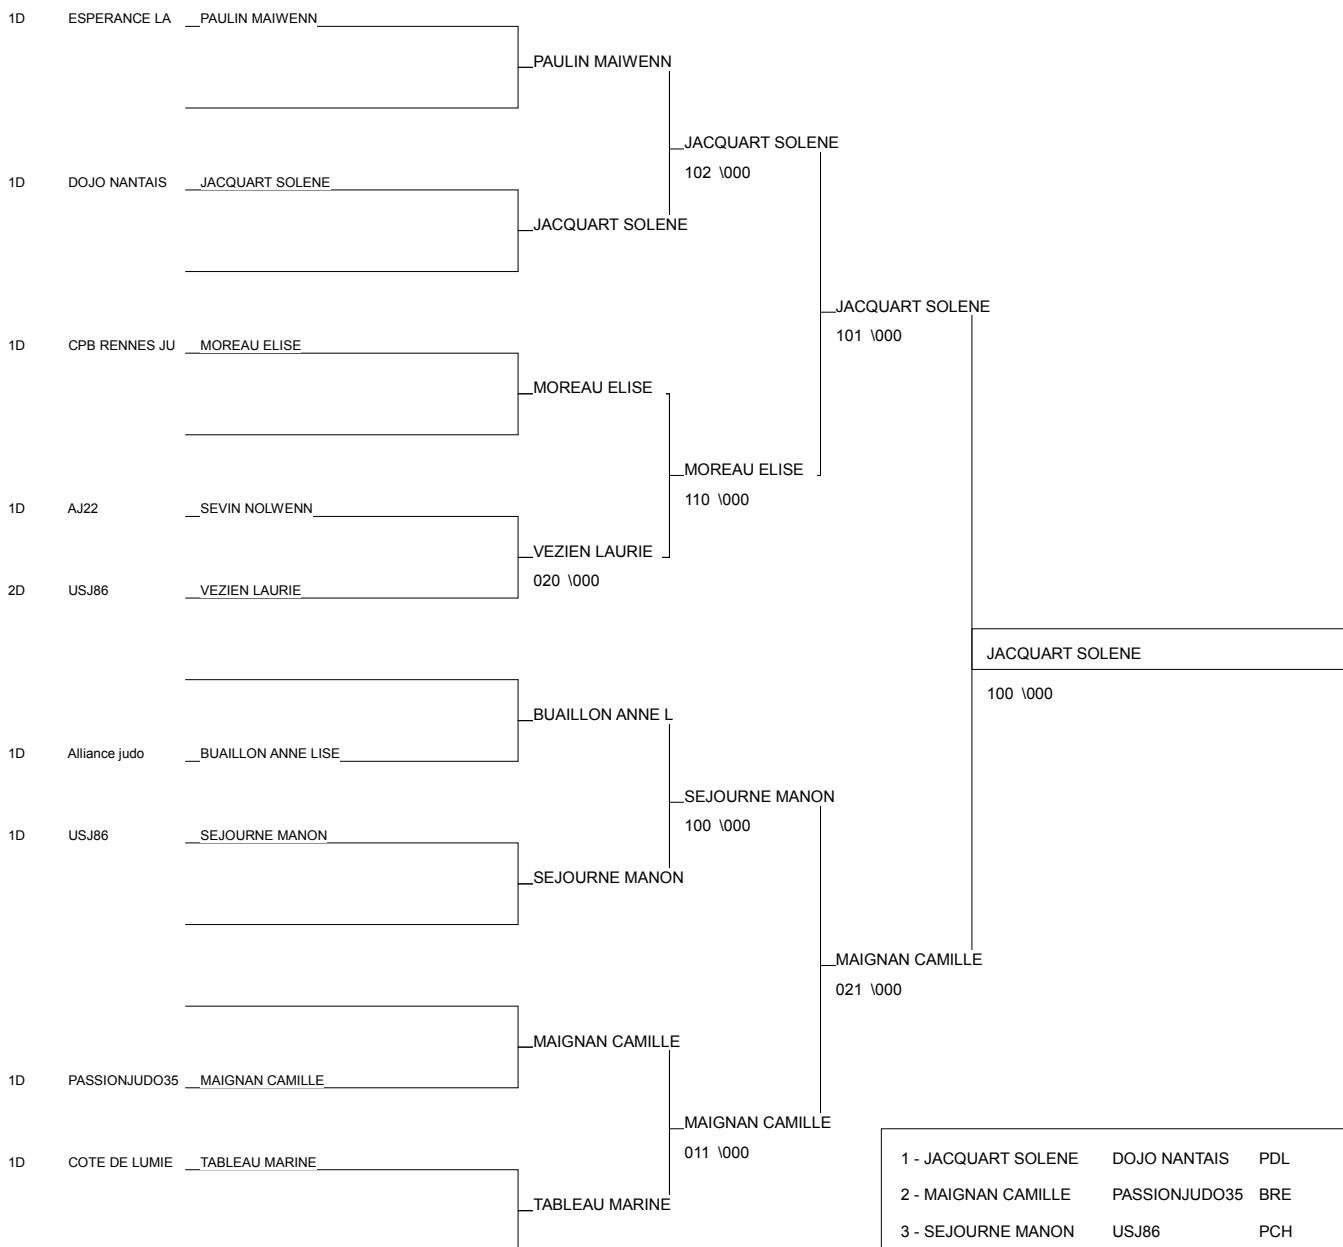 1D ESPERANCE LA PAULIN MAIWENN
PAULIN MAIWENN
JACQUART SOLENE
102 \000
1D DOJO NANTAIS JACQUART SOLENE
JACQUART SOLENE
JACQUART SOLENE
101 \000
1D CPB RENNES JU MOREAU ELISE
MOREAU ELISE
MOREAU ELISE
110 \000
1D AJ22 SEVIN NOLWENN
VEZIEN LAURIE
020 \000
2D USJ86 VEZIEN LAURIE
JACQUART SOLENE
100 \000
BUAILLON ANNE L
1D Alliance judo BUAILLON ANNE LISE
SEJOURNE MANON
100 \000
1D USJ86 SEJOURNE MANON
SEJOURNE MANON
MAIGNAN CAMILLE
021 \000
MAIGNAN CAMILLE
1D PASSIONJUDO35 MAIGNAN CAMILLE
MAIGNAN CAMILLE
011 \000
1D COTE DE LUMIE TABLEAU MARINE
TABLEAU MARINE
1 - JACQUART SOLENE DOJO NANTAIS PDL
2 - MAIGNAN CAMILLE PASSIONJUDO35 BRE
3 - SEJOURNE MANON USJ86 PCH